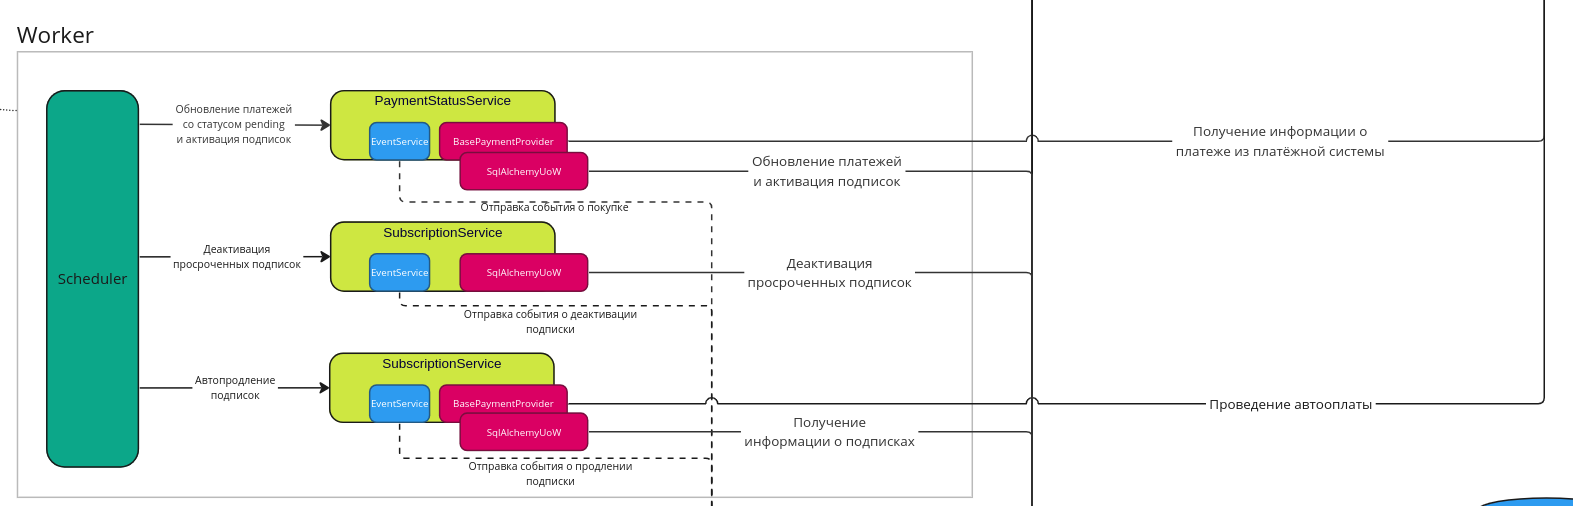 Worker
Scheduler
Обновление платежей
со статусом pending
и активация подписок
PaymentStatusService
EventService
BasePaymentProvider
SqlAlchemyUoW
Получение информации о
платеже из платёжной системы
Обновление платежей
и активация подписок
Отправка события о покупке
Деактивация
просроченных подписок
SubscriptionService
EventService
SqlAlchemyUoW
Деактивация
просроченных подписок
Отправка события о деактивации
подписки
Автопродление
подписок
SubscriptionService
EventService
BasePaymentProvider
SqlAlchemyUoW
Проведение автооплаты
Получение
информации о подписках
Отправка события о продлении
подписки